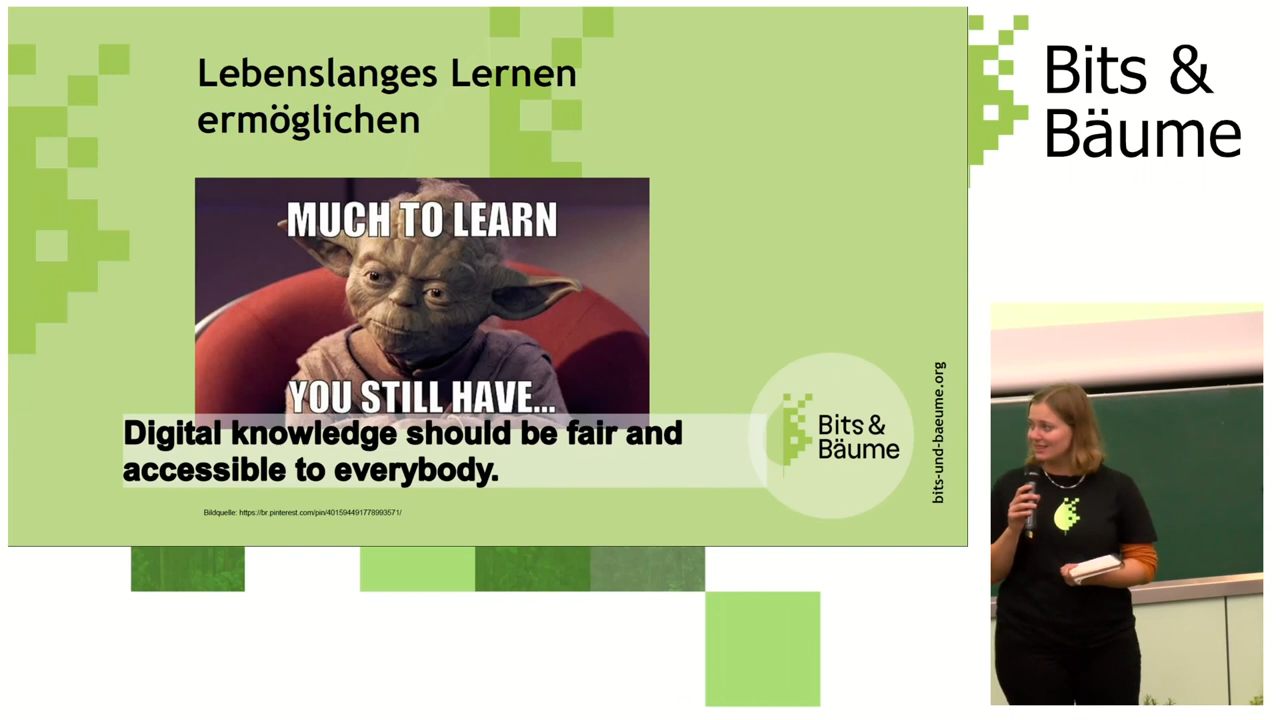 Lebenslanges Lernen
ermöglichen
MUCH TO LEARN
YOU STILL HAVE...
Digital knowledge should be fair and
accessible to everybody.
Bildquelle: https://br.pinterest.com/pin/401594491778993571/
Bits &
Bäume
bits-und-baeume.org
Bits &
Bäume